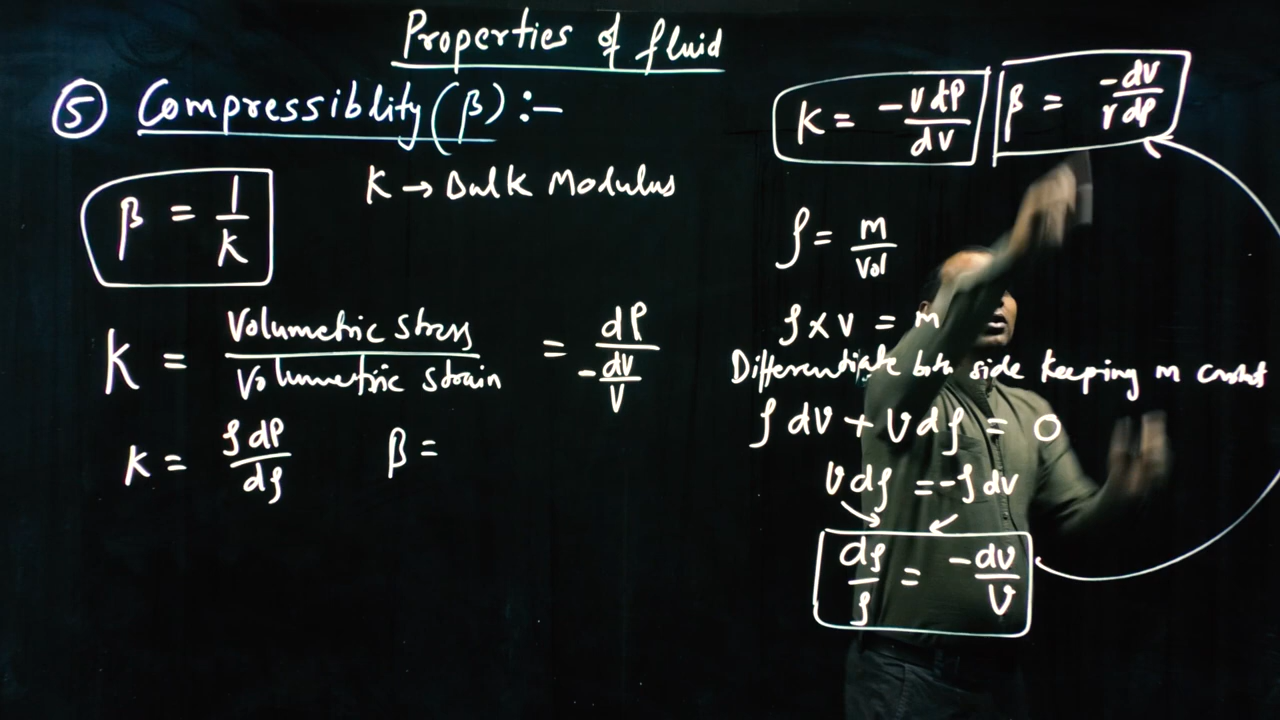 Properties of fluid
⑤ Compressiblity (β) :-
β = 1/K
K → Bulk Modulus
K = Volumetric Stress / Volumetric Strain = dP / (-dV/V)
K = ρ dP / dρ
β =
K = -V dP / dV
β = -dV / V dP
ρ = m / Vol
ρ x V = m
Differentiate both side keeping m const
ρ dV + V dρ = 0
V dρ = -ρ dV
dρ/ρ = -dV/V